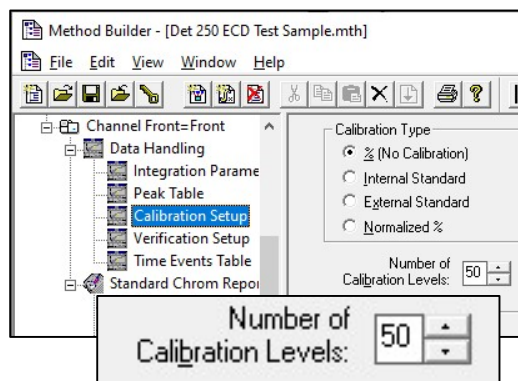 Method Builder - [Det 250 ECD Test Sample.mth]
File Edit View Window Help
Channel Front=Front
Data Handling
Integration Parame
Peak Table
Calibration Setup
Verification Setup
Time Events Table
Standard Chrom Repor
Calibration Type
% (No Calibration)
Internal Standard
External Standard
Normalized %
Number of
Calibration Levels: 50
Number of
Calibration Levels: 50